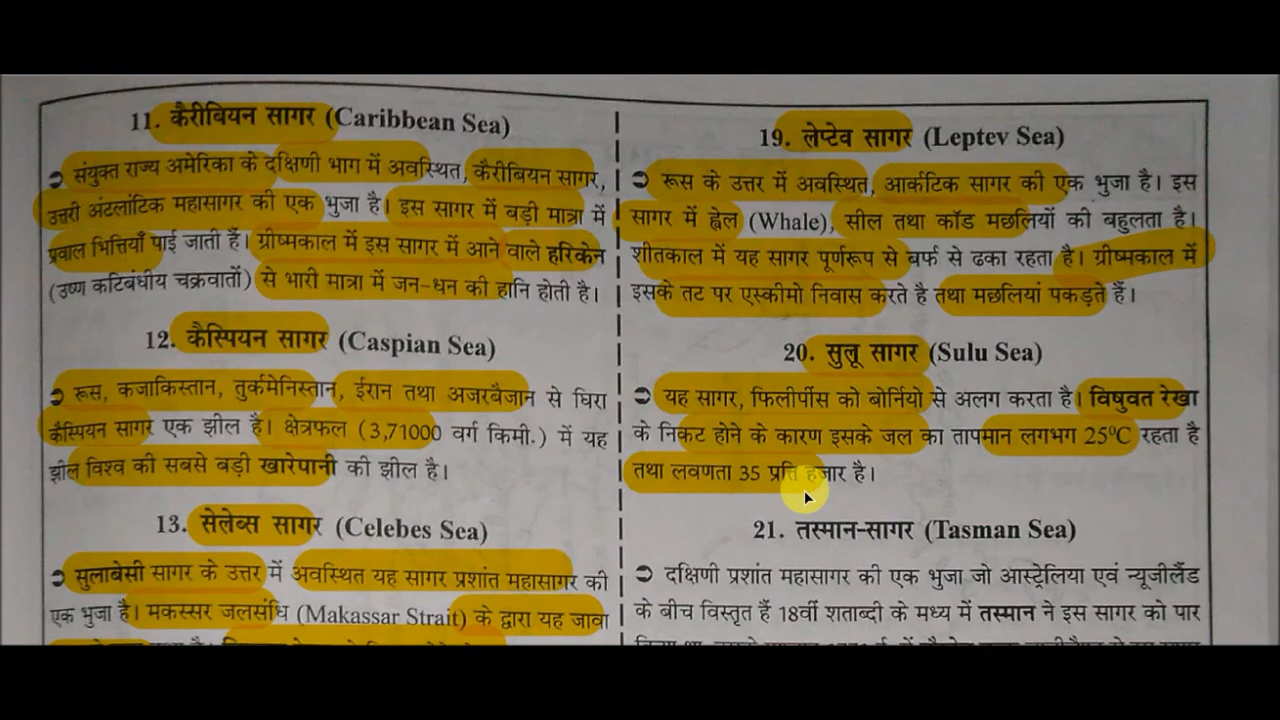 11. कैरीबियन सागर (Caribbean Sea)
➲ संयुक्त राज्य अमेरिका के दक्षिणी भाग में अवस्थित, कैरीबियन सागर,
उत्तरी अंटलांटिक महासागर की एक भुजा है। इस सागर में बड़ी मात्रा में
प्रवाल भित्तियाँ पाई जाती हैं। ग्रीष्मकाल में इस सागर में आने वाले हरिकेन
(उष्ण कटिबंधीय चक्रवातों) से भारी मात्रा में जन-धन की हानि होती है।
12. कैस्पियन सागर (Caspian Sea)
➲ रूस, कजाकिस्तान, तुर्कमेनिस्तान, ईरान तथा अजरबैजान से घिरा
कैस्पियन सागर एक झील है। क्षेत्रफल (3,71000 वर्ग किमी.) में यह
झील विश्व की सबसे बड़ी खारेपानी की झील है।
13. सेलेब्स सागर (Celebes Sea)
➲ सुलाबेसी सागर के उत्तर में अवस्थित यह सागर प्रशांत महासागर की
एक भुजा है। मकस्सर जलसंधि (Makassar Strait) के द्वारा यह जावा
19. लेप्टेव सागर (Leptev Sea)
➲ रूस के उत्तर में अवस्थित, आर्कटिक सागर की एक भुजा है। इस
सागर में ह्वेल (Whale), सील तथा कॉड मछलियों की बहुलता है।
शीतकाल में यह सागर पूर्णरूप से बर्फ से ढका रहता है। ग्रीष्मकाल में
इसके तट पर एस्कीमो निवास करते है तथा मछलियां पकड़ते हैं।
20. सुलू सागर (Sulu Sea)
➲ यह सागर, फिलीर्पीस को बोर्नियो से अलग करता है। विषुवत रेखा
के निकट होने के कारण इसके जल का तापमान लगभग 25⁰C रहता है
तथा लवणता 35 प्रत्ति हजार है।
21. तस्मान-सागर (Tasman Sea)
➲ दक्षिणी प्रशांत महासागर की एक भुजा जो आस्ट्रेलिया एवं न्यूजीलैंड
के बीच विस्तृत हैं 18वीं शताब्दी के मध्य में तस्मान ने इस सागर को पार